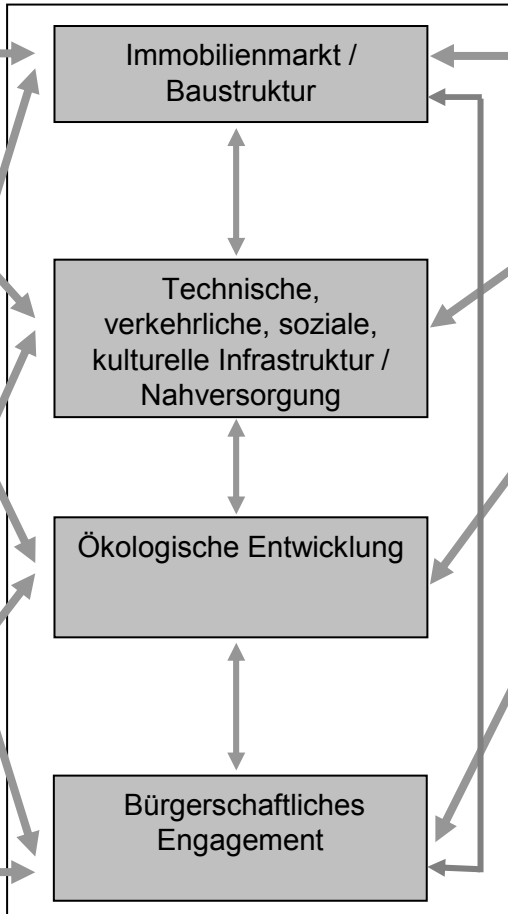 Immobilienmarkt /
Baustruktur
Technische,
verkehrliche, soziale,
kulturelle Infrastruktur /
Nahversorgung
Ökologische Entwicklung
Bürgerschaftliches
Engagement